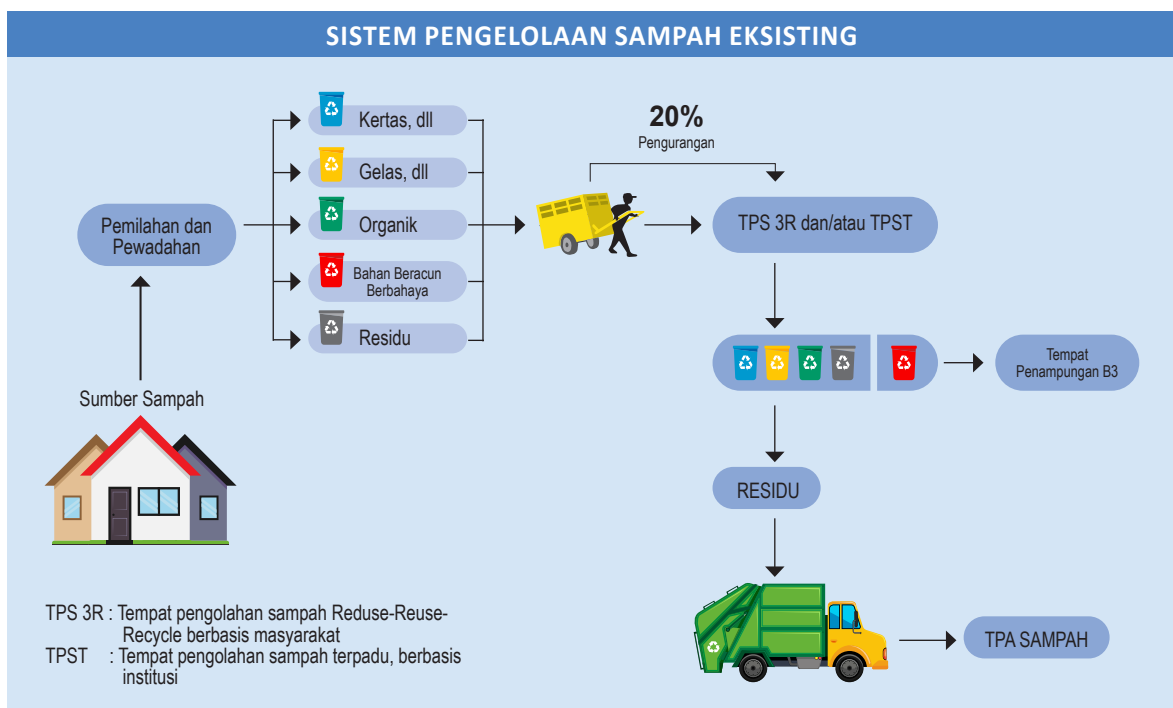 SISTEM PENGELOLAAN SAMPAH EKSISTING
Pemilahan dan
Pewadahan
Sumber Sampah
Kertas, dll
Gelas, dll
Organik
Bahan Beracun
Berbahaya
Residu
20%
Pengurangan
TPS 3R dan/atau TPST
Tempat
Penampungan B3
RESIDU
TPA SAMPAH
TPS 3R : Tempat pengolahan sampah Reduse-Reuse-
Recycle berbasis masyarakat
TPST : Tempat pengolahan sampah terpadu, berbasis
institusi